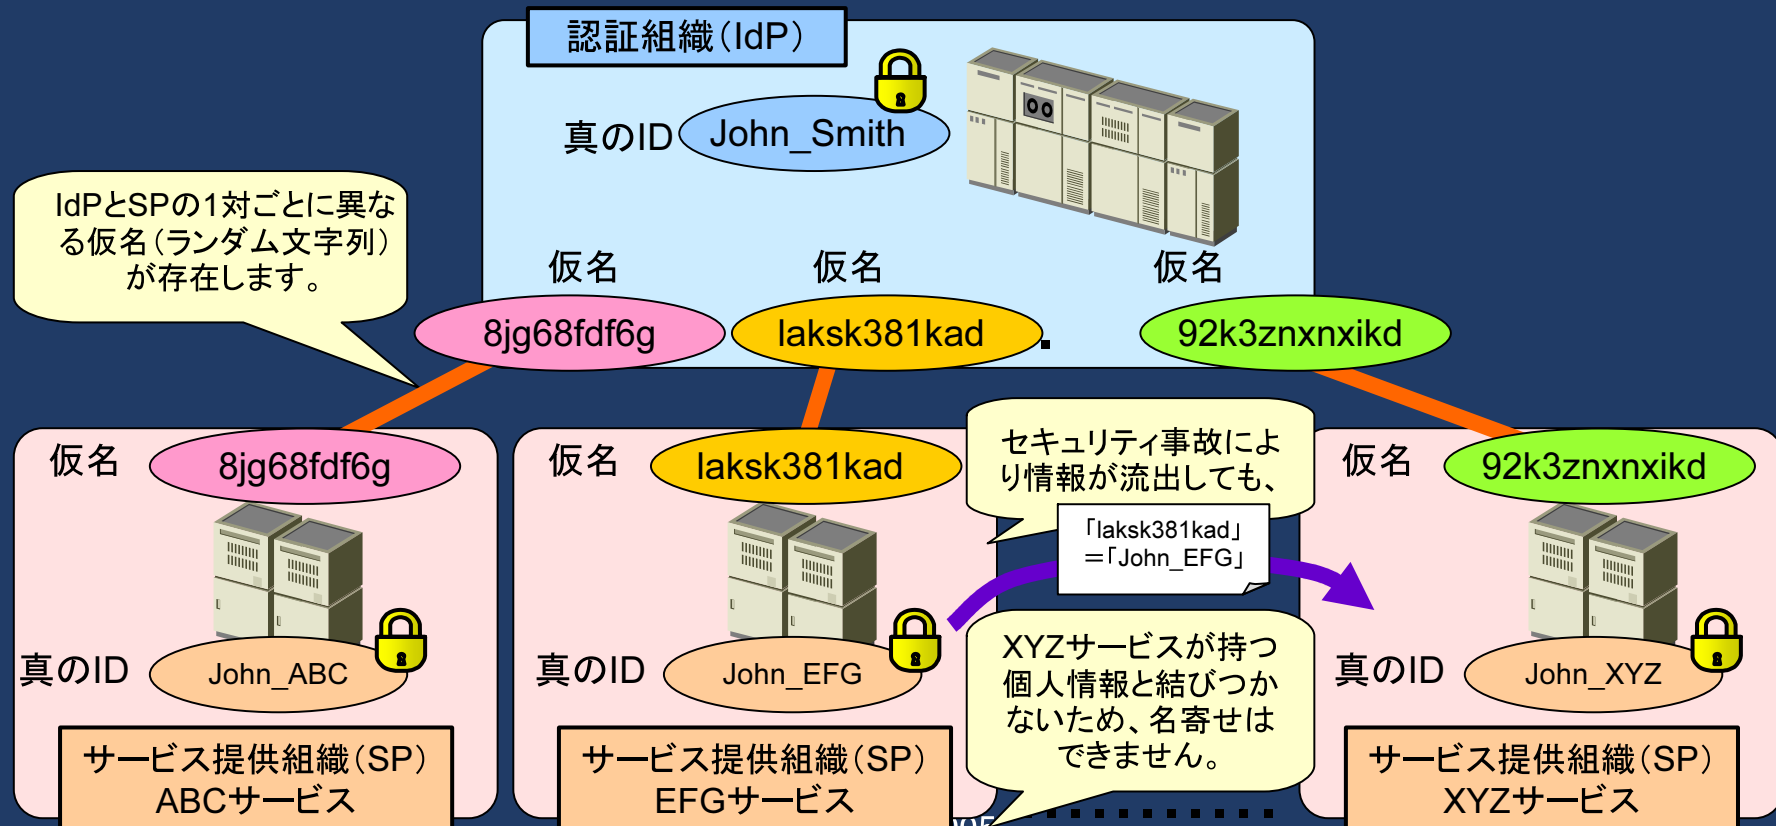 認証組織（IdP）
真のID
John_Smith
IdPとSPの1対ごとに異な
る仮名（ランダム文字列）
が存在します。
仮名
仮名
仮名
8jg68fdf6g
laksk381kad
92k3znxnxikd
仮名
8jg68fdf6g
仮名
laksk381kad
セキュリティ事故によ
り情報が流出しても、
仮名
92k3znxnxikd
「laksk381kad」
＝「John_EFG」
真のID
John_ABC
真のID
John_EFG
XYZサービスが持つ
個人情報と結びつか
ないため、名寄せは
できません。
真のID
John_XYZ
サービス提供組織（SP）
ABCサービス
サービス提供組織（SP）
EFGサービス
サービス提供組織（SP）
XYZサービス